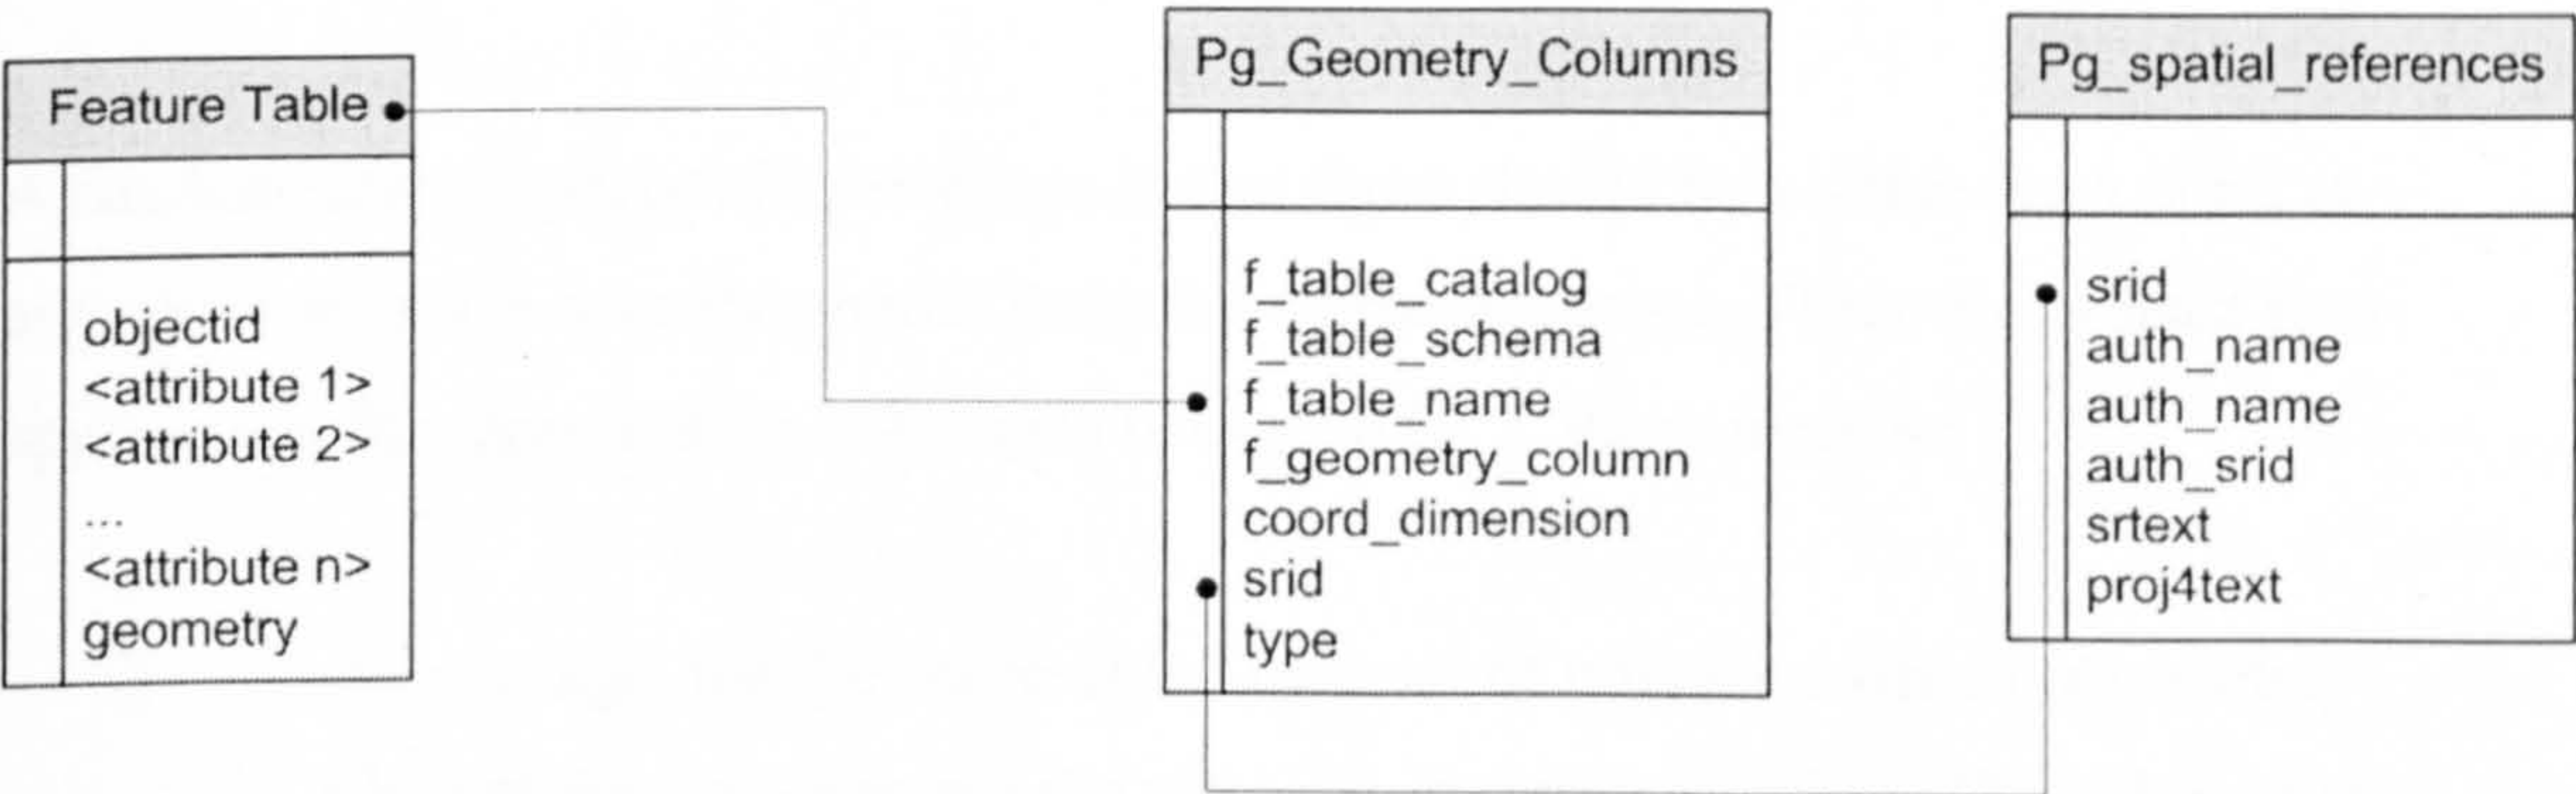 Feature Table
objectid
<attribute 1>
<attribute 2>
...
<attribute n>
geometry
Pg_Geometry_Columns
f_table_catalog
f_table_schema
f_table_name
f_geometry_column
coord_dimension
srid
type
Pg_spatial_references
srid
auth_name
auth_name
auth_srid
srtext
proj4text